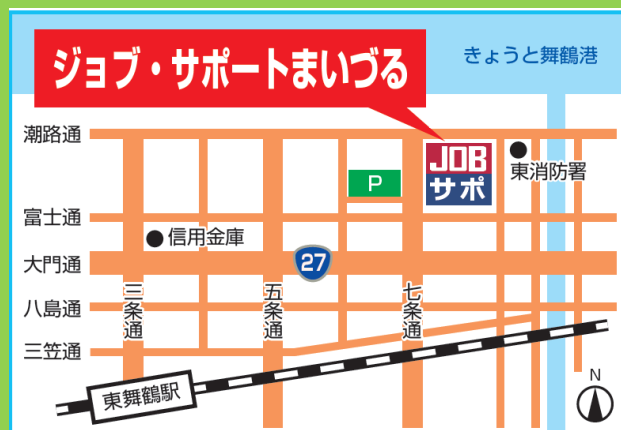 ジョブ・サポートまいづる
きょうと舞鶴港
潮路通
JOB
サポ
東消防署
P
富士通
信用金庫
大門通
27
八島通
三条通
五条通
七条通
三笠通
東舞鶴駅
N